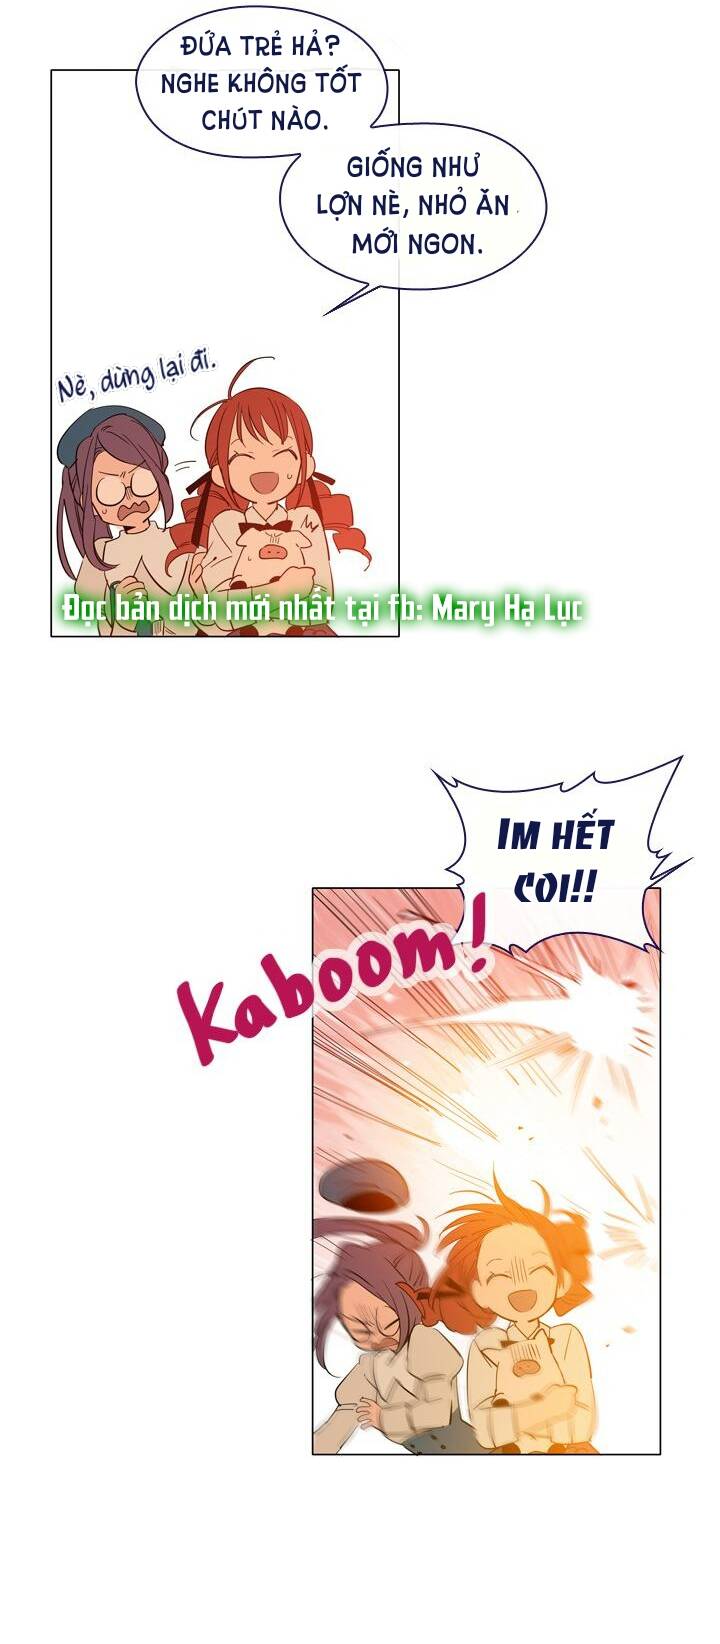 ĐỨA TRẺ HẢ?
NGHE KHÔNG TỐT
CHÚT NÀO.
GIỐNG NHƯ
LỢN NÈ, NHỎ ĂN
MỚI NGON.
Nè, dừng lại đi.
Đọc bản dịch mới nhất tại fb: Mary Hạ Lục
IM HẾT
COI!!
Kaboom!